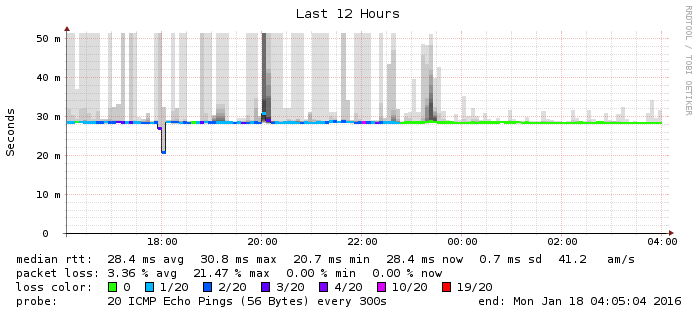 Last 12 Hours
RRDTOOL / TOBI OETIKER
Seconds
50 m
40 m
30 m
20 m
10 m
0
18:00 20:00 22:00 00:00 02:00 04:00
median rtt: 28.4 ms avg 30.8 ms max 20.7 ms min 28.4 ms now 0.7 ms sd 41.2 am/s
packet loss: 3.36 % avg 21.47 % max 0.00 % min 0.00 % now
loss color: 0 1/20 2/20 3/20 4/20 10/20 19/20
probe: 20 ICMP Echo Pings (56 Bytes) every 300s end: Mon Jan 18 04:05:04 2016